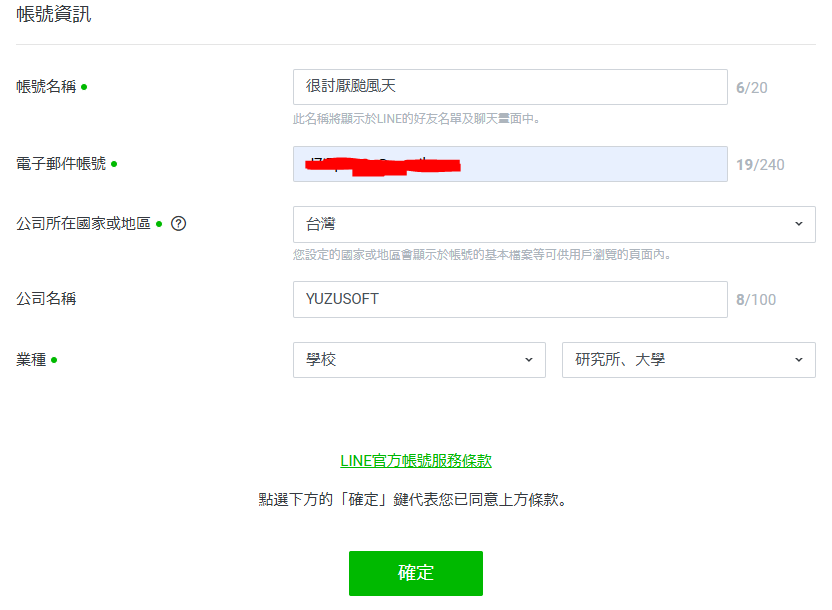 帳號資訊
帳號名稱
很討厭颱風天
6/20
此名稱將顯示於LINE的好友名單及聊天畫面中。
電子郵件帳號
19/240
公司所在國家或地區
台灣
您設定的國家或地區會顯示於帳號的基本檔案等可供用戶瀏覽的頁面內。
公司名稱
YUZUSOFT
8/100
業種
學校
研究所、大學
LINE官方帳號服務條款
點選下方的「確定」鍵代表您已同意上方條款。
確定